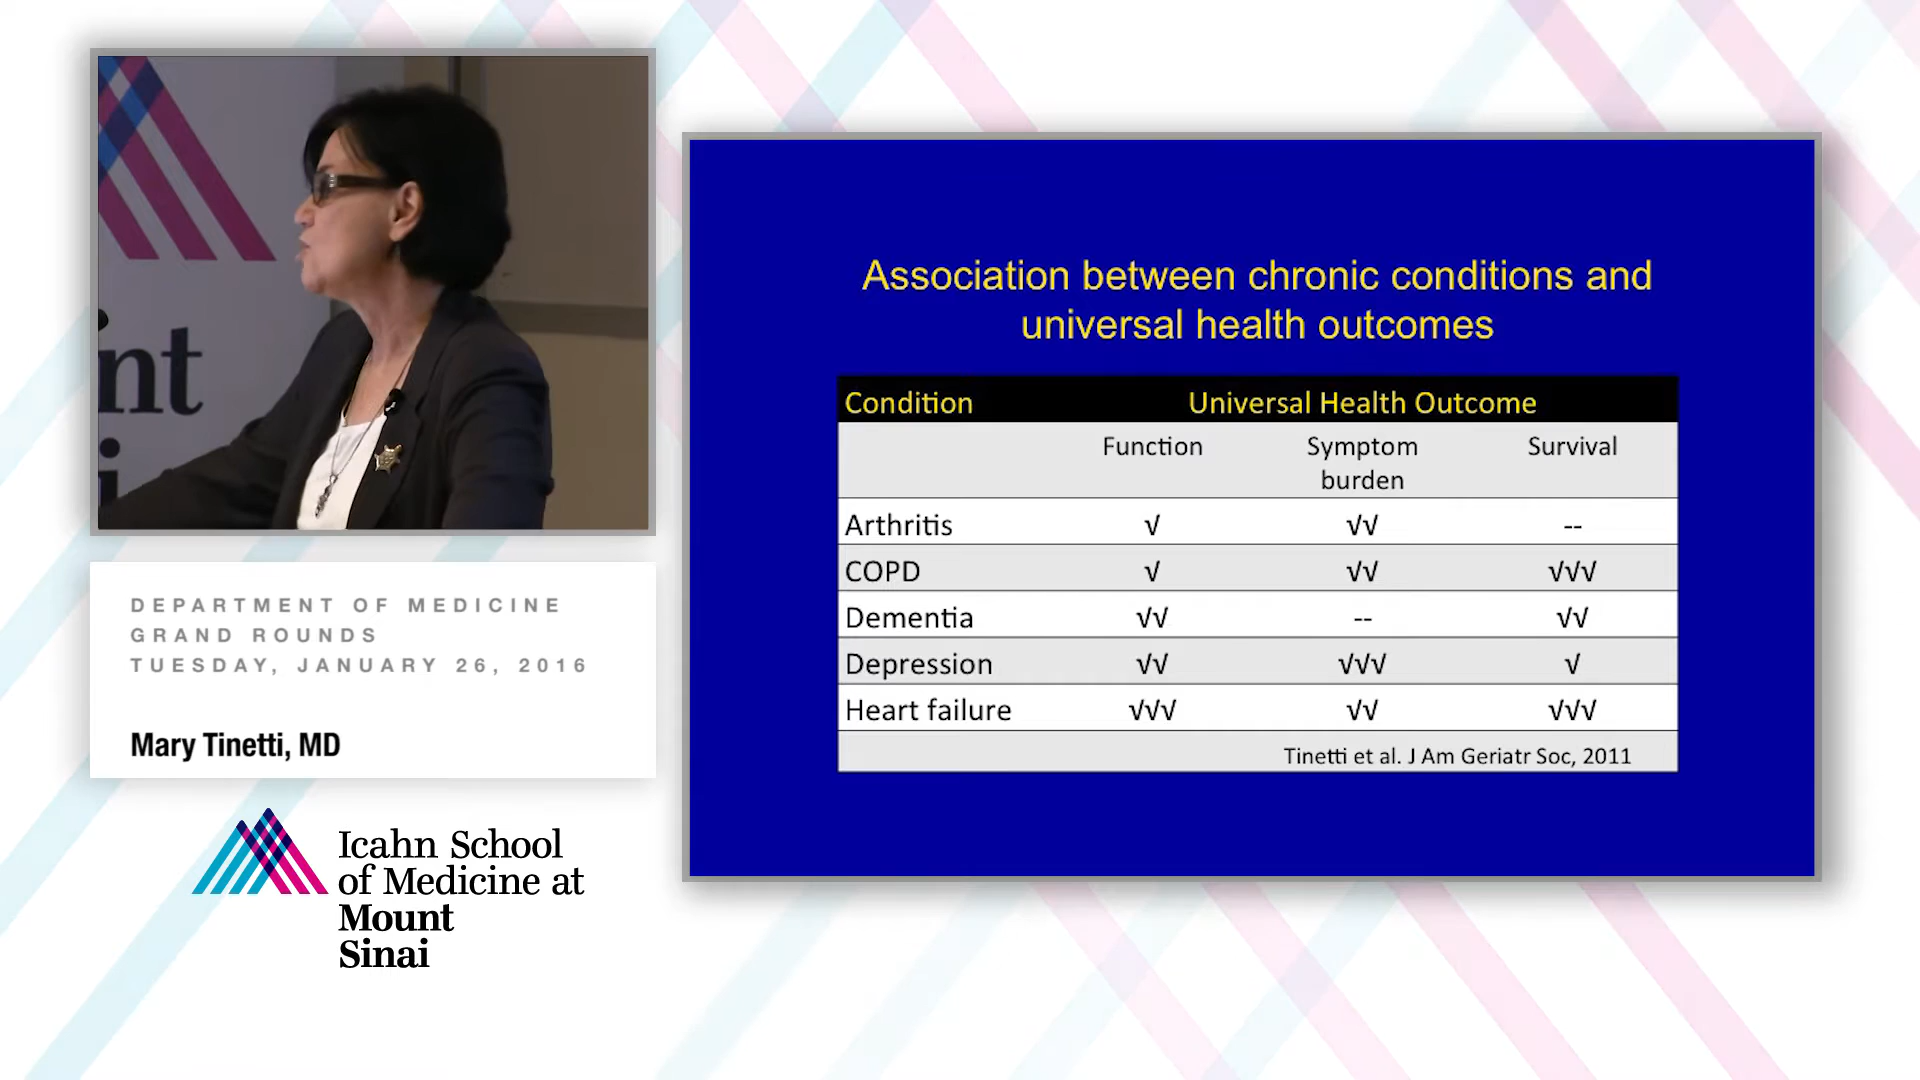 nt
i
DEPARTMENT OF MEDICINE
GRAND ROUNDS
TUESDAY, JANUARY 26, 2016
Mary Tinetti, MD
Icahn School
of Medicine at
Mount
Sinai
Association between chronic conditions and
universal health outcomes
Condition Universal Health Outcome
Function Symptom burden Survival
Arthritis √ √√ --
COPD √ √√ √√√
Dementia √√ -- √√
Depression √√ √√√ √
Heart failure √√√ √√ √√√
Tinetti et al. J Am Geriatr Soc, 2011